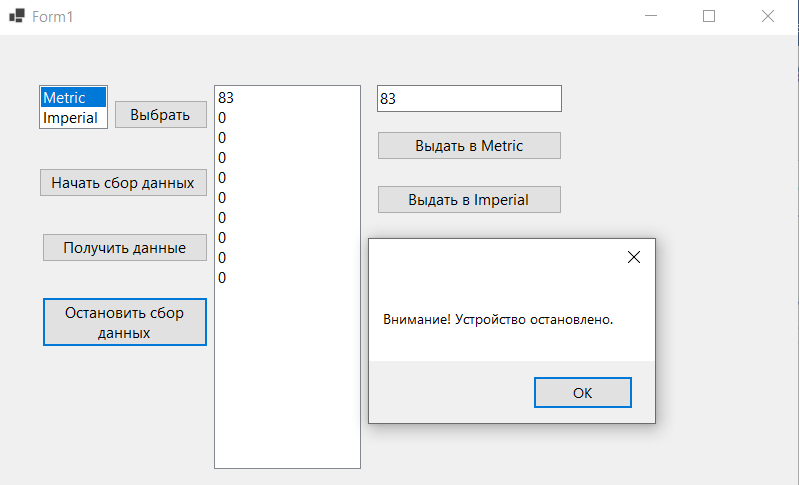 Form1
Metric
Imperial
Выбрать
Начать сбор данных
Получить данные
Остановить сбор
данных
83
0
0
0
0
0
0
0
0
0
83
Выдать в Metric
Выдать в Imperial
Внимание! Устройство остановлено.
OK